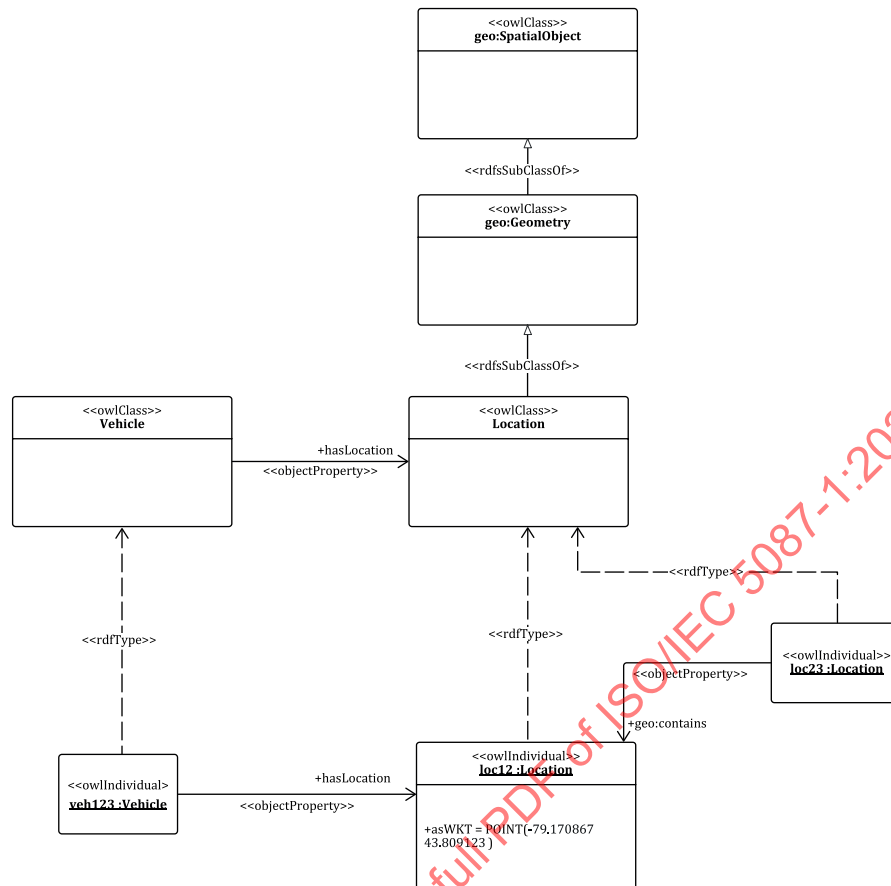 <<owlClass>>
geo:SpatialObject
<<rdfsSubClassOf>>
<<owlClass>>
geo:Geometry
<<rdfsSubClassOf>>
<<owlClass>>
Vehicle
<<owlClass>>
Location
+hasLocation
<<objectProperty>>
<<rdfType>>
<<rdfType>>
<<rdfType>>
<<owlIndividual>>
loc23 :Location
<<objectProperty>>
+geo:contains
<<owlIndividual>
veh123 :Vehicle
+hasLocation
<<objectProperty>>
<<owlIndividual>>
loc12 :Location
+asWKT = POINT(-79.170867
43.809123 )
full PDF of ISO/IEC 5087-1:202